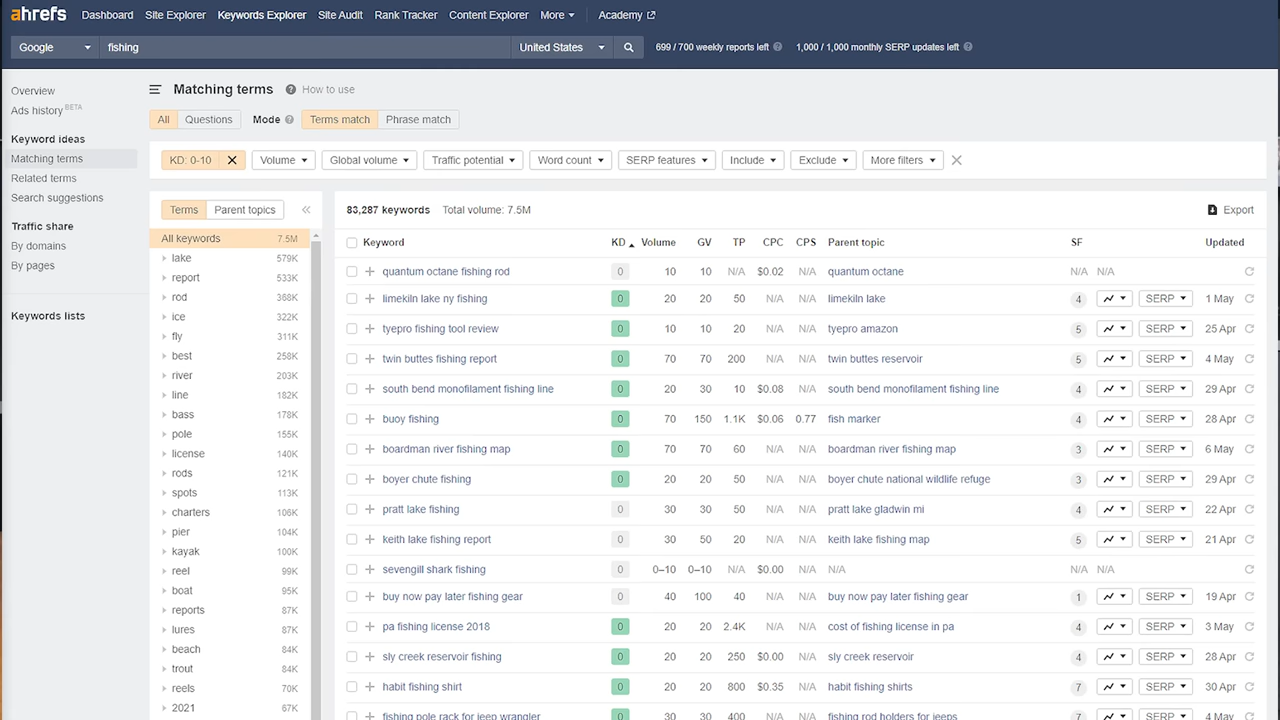 ahrefs Dashboard Site Explorer Keywords Explorer Site Audit Rank Tracker Content Explorer More Academy
Google fishing United States 699 / 700 weekly reports left ? 1,000 / 1,000 monthly SERP updates left ?
Overview
Ads history BETA
Keyword ideas
Matching terms
Related terms
Search suggestions
Traffic share
By domains
By pages
Keywords lists
Matching terms ? How to use
All Questions Mode ? Terms match Phrase match
KD: 0-10 Volume Global volume Traffic potential Word count SERP features Include Exclude More filters
Terms Parent topics
All keywords 7.5M
lake 579K
report 533K
rod 368K
ice 322K
fly 311K
best 258K
river 203K
line 182K
bass 178K
pole 155K
license 140K
rods 121K
spots 113K
charters 106K
pier 104K
kayak 100K
reel 99K
boat 95K
reports 87K
lures 87K
beach 84K
trout 84K
reels 70K
2021 67K
83,287 keywords Total volume: 7.5M Export
Keyword KD Volume GV TP CPC CPS Parent topic SF Updated
quantum octane fishing rod 0 10 10 N/A $0.02 N/A quantum octane N/A N/A
limekiln lake ny fishing 0 20 20 50 N/A N/A limekiln lake 4 SERP 1 May
tyepro fishing tool review 0 10 10 20 N/A N/A tyepro amazon 5 SERP 25 Apr
twin buttes fishing report 0 70 70 200 N/A N/A twin buttes reservoir 5 SERP 4 May
south bend monofilament fishing line 0 20 30 10 $0.08 N/A south bend monofilament fishing line 4 SERP 29 Apr
buoy fishing 0 70 150 1.1K $0.06 0.77 fish marker 4 SERP 28 Apr
boardman river fishing map 0 70 70 60 N/A N/A boardman river fishing map 3 SERP 6 May
boyer chute fishing 0 20 20 50 N/A N/A boyer chute national wildlife refuge 3 SERP 29 Apr
pratt lake fishing 0 30 30 50 N/A N/A pratt lake gladwin mi 4 SERP 22 Apr
keith lake fishing report 0 30 50 20 N/A N/A keith lake fishing map 5 SERP 21 Apr
sevengill shark fishing 0 0–10 0–10 N/A $0.00 N/A N/A N/A N/A
buy now pay later fishing gear 0 40 100 40 N/A N/A buy now pay later fishing gear 1 SERP 19 Apr
pa fishing license 2018 0 20 20 2.4K N/A N/A cost of fishing license in pa 4 SERP 3 May
sly creek reservoir fishing 0 20 20 250 $0.00 N/A sly creek reservoir 4 SERP 28 Apr
habit fishing shirt 0 20 20 800 $0.35 N/A habit fishing shirts 7 SERP 30 Apr
fishing pole rack for jeep wrangler 0 30 30 400 N/A N/A fishing rod holders for jeeps 7 SERP 4 May